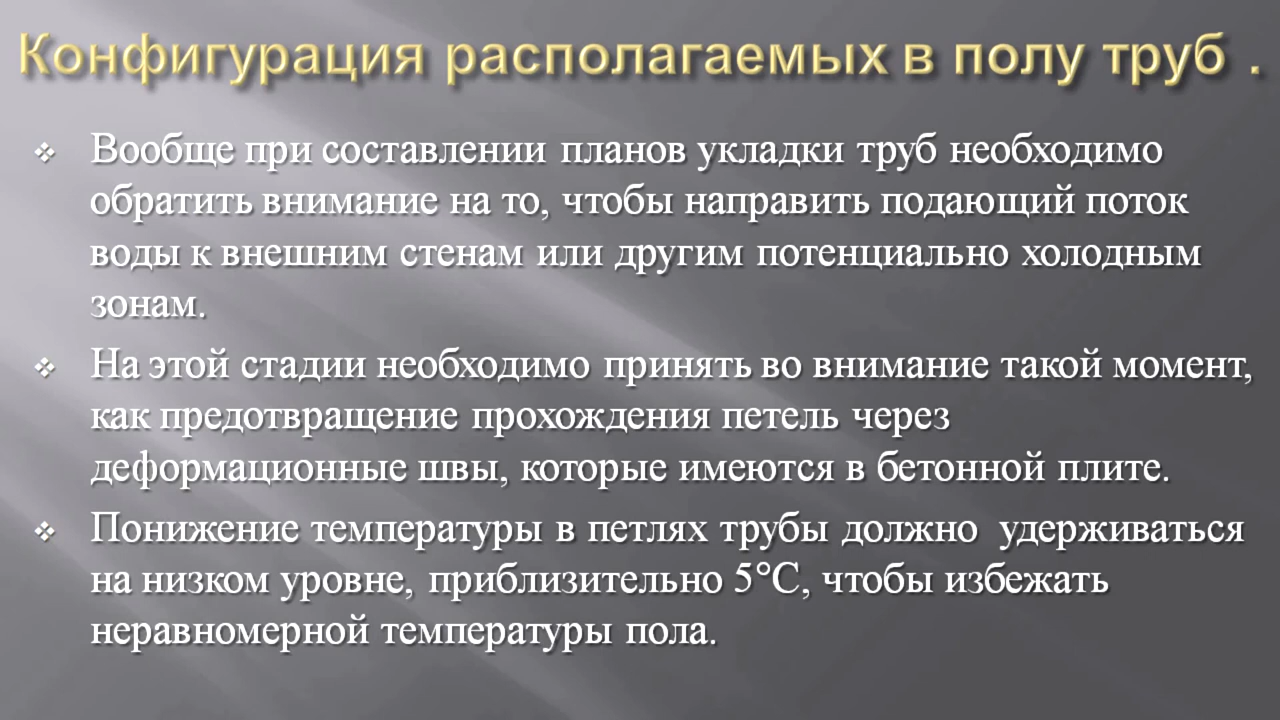 Конфигурация располагаемых в полу труб .
❖ Вообще при составлении планов укладки труб необходимо
обратить внимание на то, чтобы направить подающий поток
воды к внешним стенам или другим потенциально холодным
зонам.
❖ На этой стадии необходимо принять во внимание такой момент,
как предотвращение прохождения петель через
деформационные швы, которые имеются в бетонной плите.
❖ Понижение температуры в петлях трубы должно  удерживаться
на низком уровне, приблизительно 5°C, чтобы избежать
неравномерной температуры пола.